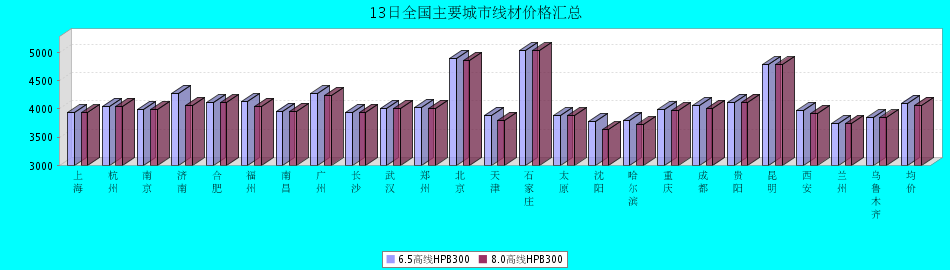 13日全国主要城市线材价格汇总
5000
4500
4000
3500
3000
上海 杭州 南京 济南 合肥 福州 南昌 广州 长沙 武汉 郑州 北京 天津 石家庄 太原 沈阳 哈尔滨 重庆 成都 贵阳 昆明 西安 兰州 乌鲁木齐 均价
6.5高线HPB300 8.0高线HPB300